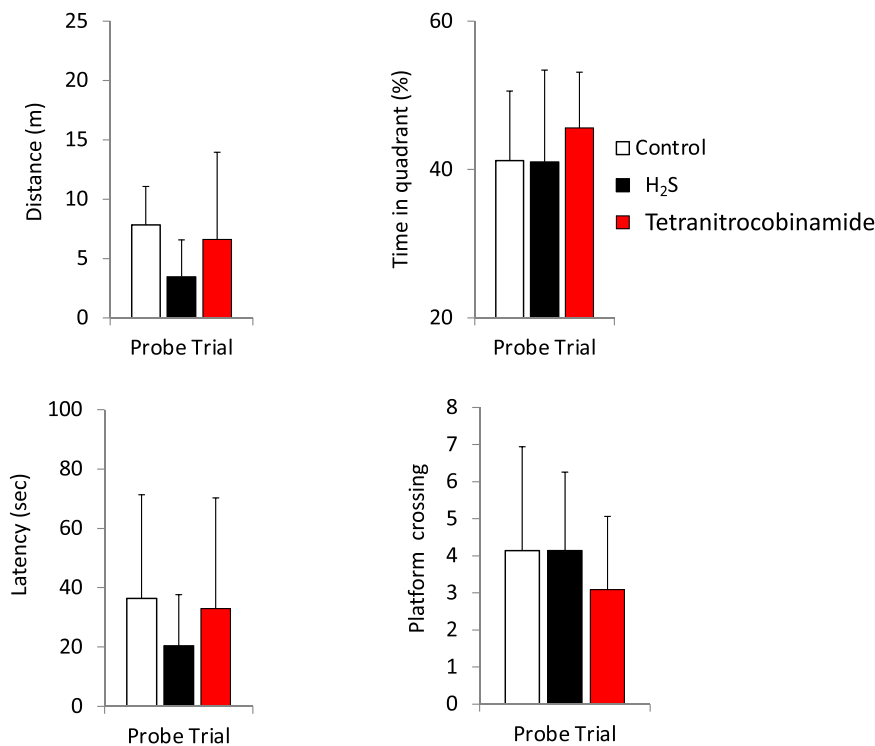 25
20
15
10
5
0
Distance (m)
Probe Trial
60
40
20
Time in quadrant (%)
Probe Trial
Control
H₂S
Tetranitrocobinamide
100
80
60
40
20
0
Latency (sec)
Probe Trial
8
7
6
5
4
3
2
1
0
Platform crossing
Probe Trial